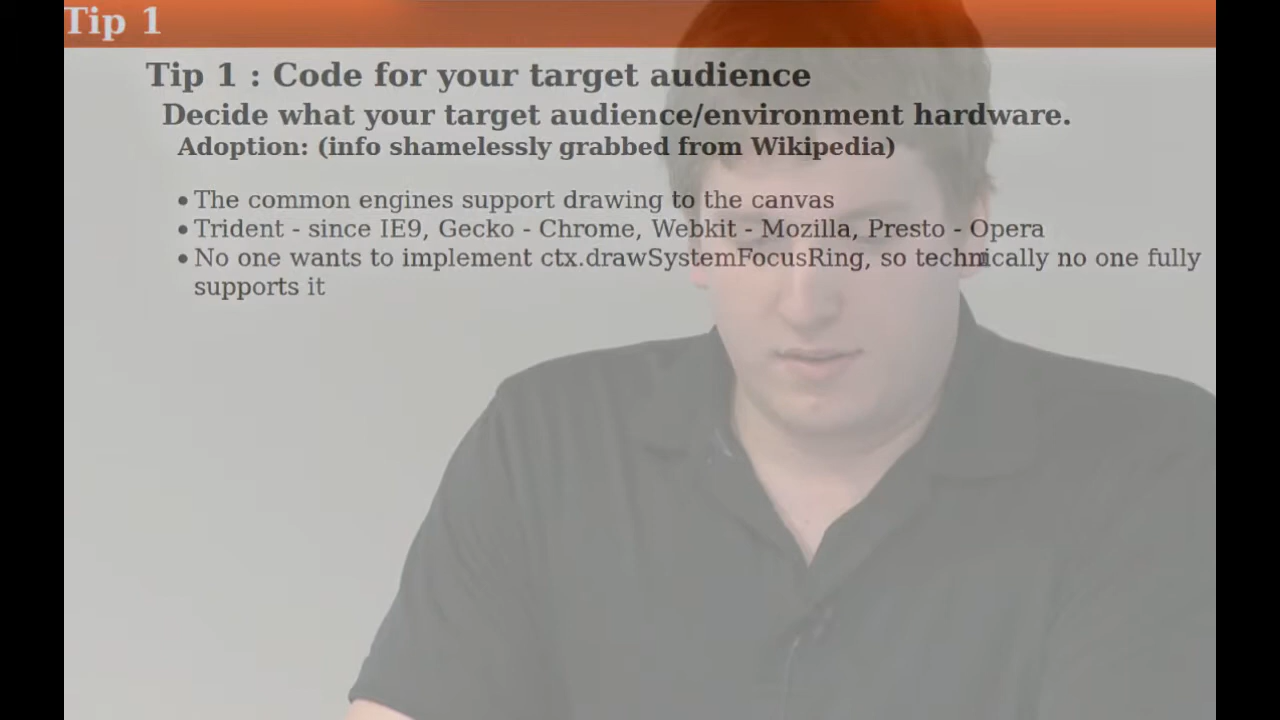 Tip 1
Tip 1 : Code for your target audience
Decide what your target audience/environment hardware.
Adoption: (info shamelessly grabbed from Wikipedia)
• The common engines support drawing to the canvas
• Trident - since IE9, Gecko - Chrome, Webkit - Mozilla, Presto - Opera
• No one wants to implement ctx.drawSystemFocusRing, so technically no one fully
supports it